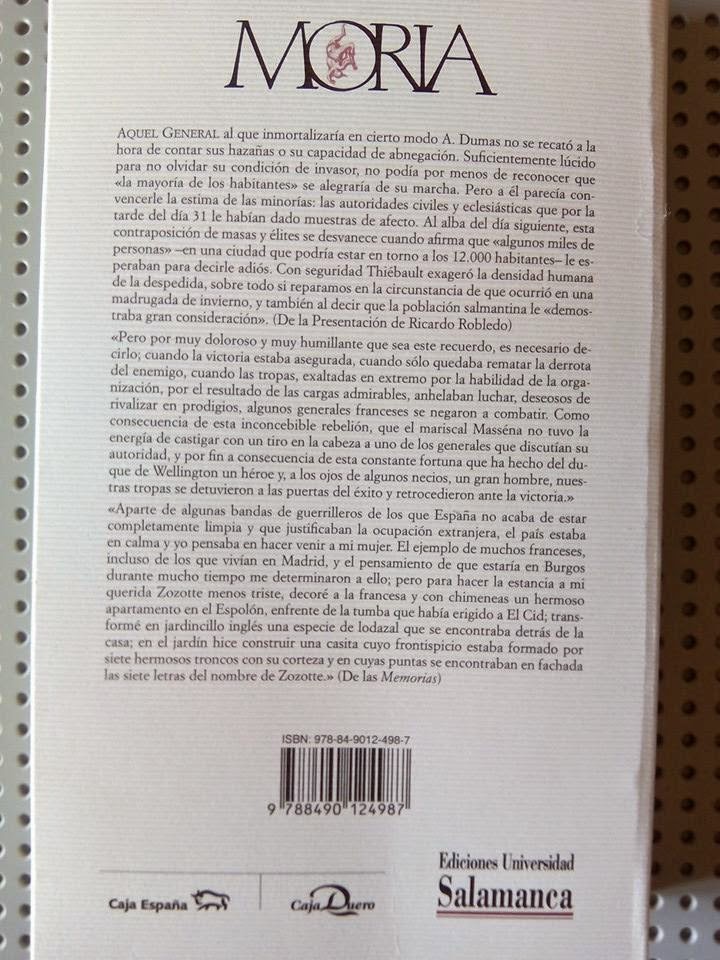 MORIA
AQUEL GENERAL al que inmortalizaría en cierto modo A. Dumas no se recató a la
hora de contar sus hazañas o su capacidad de abnegación. Suficientemente lúcido
para no olvidar su condición de invasor, no podía por menos de reconocer que
«la mayoría de los habitantes» se alegraría de su marcha. Pero a él parecía con-
vencerle la estima de las minorías: las autoridades civiles y eclesiásticas que por la
tarde del día 31 le habían dado muestras de afecto. Al alba del día siguiente, esta
contraposición de masas y élites se desvanece cuando afirma que «algunos miles de
personas» –en una ciudad que podría estar en torno a los 12.000 habitantes– le es-
peraban para decirle adiós. Con seguridad Thiébault exageró la densidad humana
de la despedida, sobre todo si reparamos en la circunstancia de que ocurrió en una
madrugada de invierno, y también al decir que la población salmantina le «demos-
traba gran consideración». (De la Presentación de Ricardo Robledo)
«Pero por muy doloroso y muy humillante que sea este recuerdo, es necesario de-
cirlo; cuando la victoria estaba asegurada, cuando sólo quedaba rematar la derrota
del enemigo, cuando las tropas, exaltadas en extremo por la habilidad de la orga-
nización, por el resultado de las cargas admirables, anhelaban luchar, deseosos de
rivalizar en prodigios, algunos generales franceses se negaron a combatir. Como
consecuencia de esta inconcebible rebelión, que el mariscal Masséna no tuvo la
energía de castigar con un tiro en la cabeza a uno de los generales que discutían su
autoridad, y por fin a consecuencia de esta constante fortuna que ha hecho del du-
que de Wellington un héroe y, a los ojos de algunos necios, un gran hombre, nues-
tras tropas se detuvieron a las puertas del éxito y retrocedieron ante la victoria.»
«Aparte de algunas bandas de guerrilleros de los que España no acaba de estar
completamente limpia y que justificaban la ocupación extranjera, el país estaba
en calma y yo pensaba en hacer venir a mi mujer. El ejemplo de muchos franceses,
incluso de los que vivían en Madrid, y el pensamiento de que estaría en Burgos
durante mucho tiempo me determinaron a ello; pero para hacer la estancia a mi
querida Zozotte menos triste, decoré a la francesa y con chimeneas un hermoso
apartamento en el Espolón, enfrente de la tumba que había erigido a El Cid; trans-
formé en jardincillo inglés una especie de lodazal que se encontraba detrás de la
casa; en el jardín hice construir una casita cuyo frontispicio estaba formado por
siete hermosos troncos con su corteza y en cuyas puntas se encontraban en fachada
las siete letras del nombre de Zozotte.» (De las Memorias)
ISBN: 978-84-9012-498-7
9 788490 124987
Ediciones Universidad
Salamanca
Caja España
Caja Duero